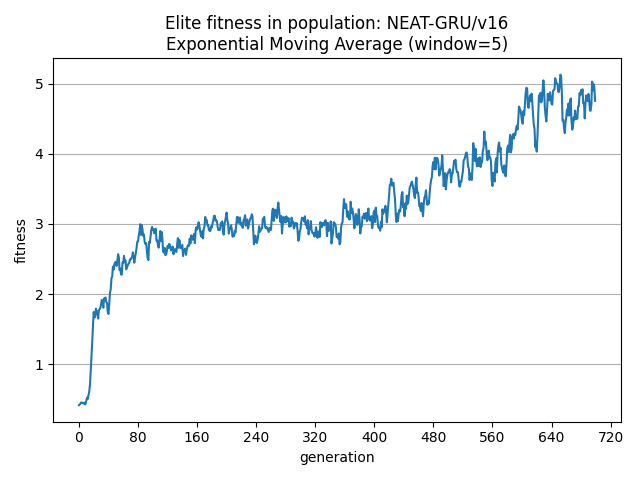 Elite fitness in population: NEAT-GRU/v16
Exponential Moving Average (window=5)
fitness
5
4
3
2
1
0 80 160 240 320 400 480 560 640 720
generation